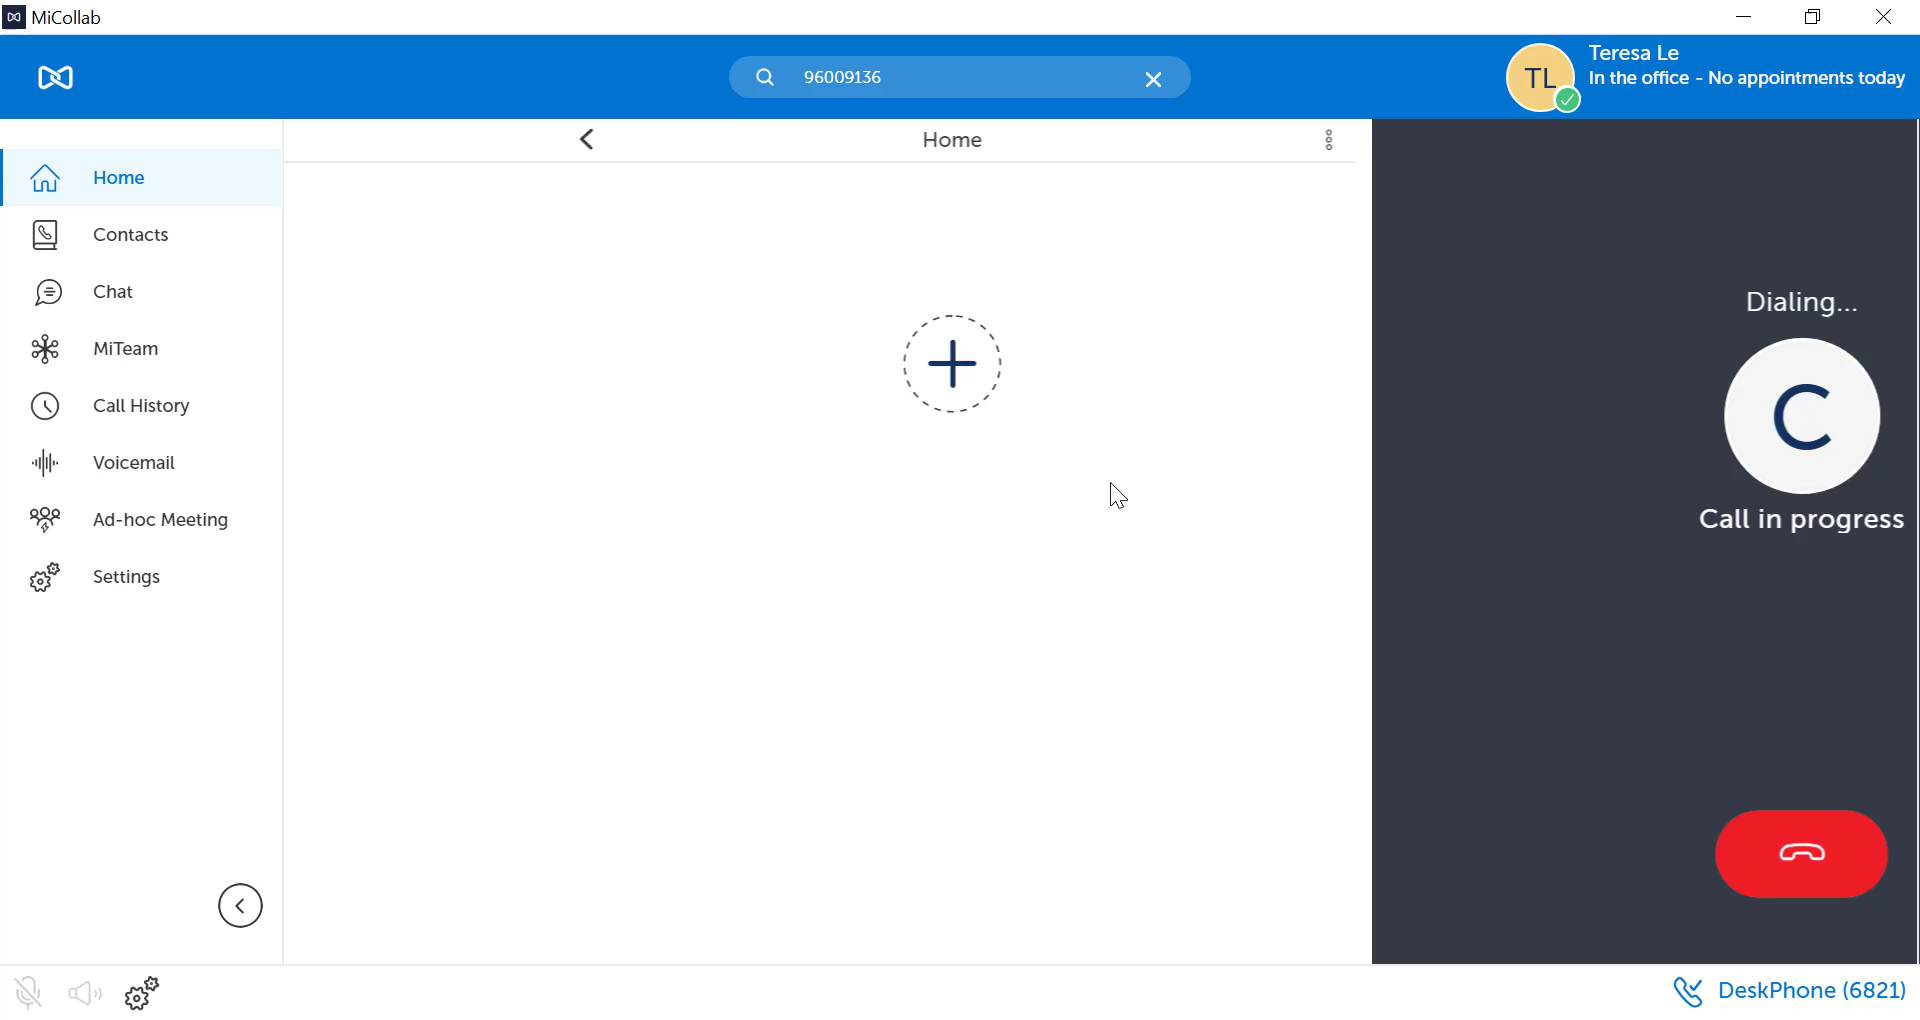 MiCollab
96009136
TL
Teresa Le
In the office - No appointments today
Home
Home
Contacts
Chat
MiTeam
Call History
Voicemail
Ad-hoc Meeting
Settings
Dialing...
C
Call in progress
DeskPhone (6821)